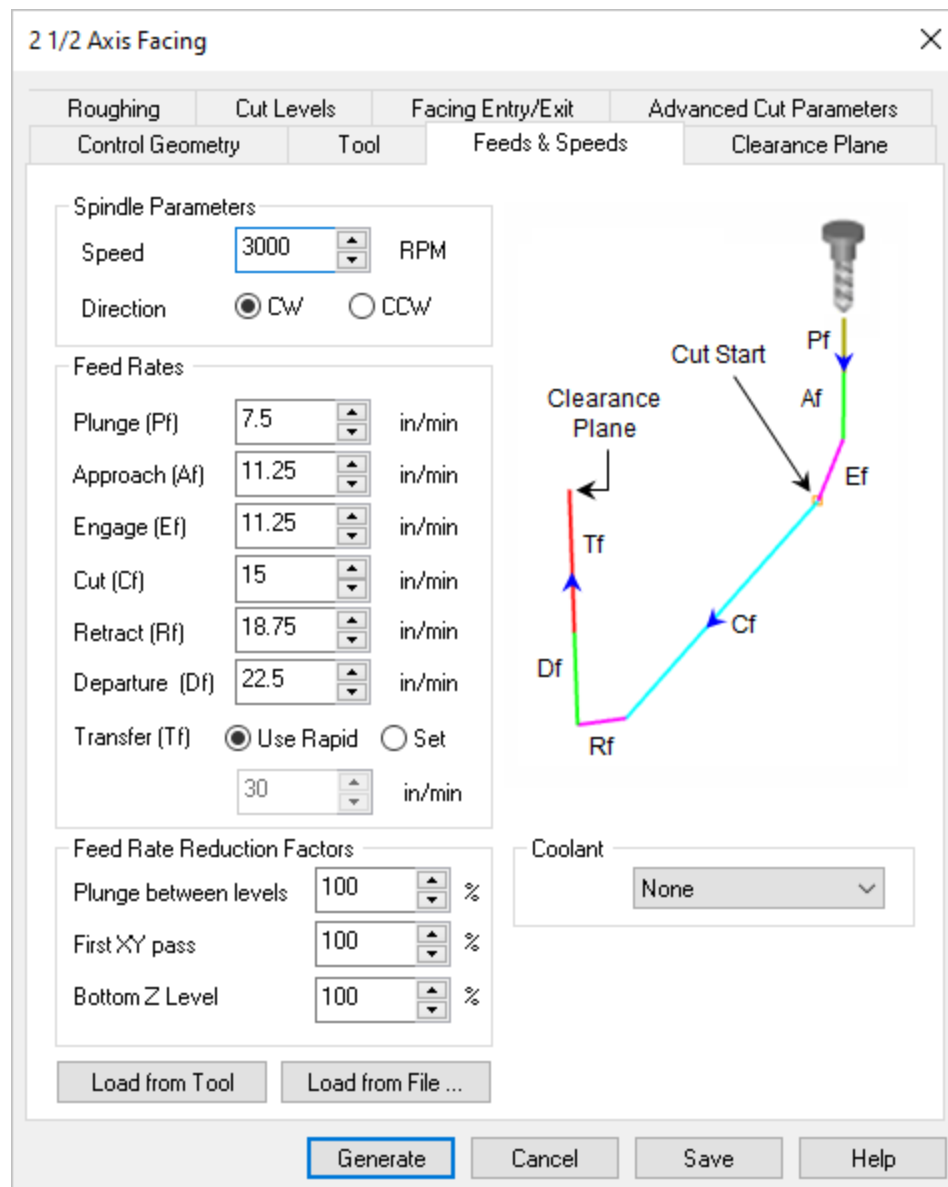 2 1/2 Axis Facing
Roughing Cut Levels Facing Entry/Exit Advanced Cut Parameters
Control Geometry Tool Feeds & Speeds Clearance Plane
Spindle Parameters
Speed 3000 RPM
Direction CW CCW
Feed Rates
Plunge (Pf) 7.5 in/min
Approach (Af) 11.25 in/min
Engage (Ef) 11.25 in/min
Cut (Cf) 15 in/min
Retract (Rf) 18.75 in/min
Departure (Df) 22.5 in/min
Transfer (Tf) Use Rapid Set
30 in/min
Pf
Cut Start
Af
Clearance
Plane
Ef
Tf
Cf
Df
Rf
Feed Rate Reduction Factors
Plunge between levels 100 %
First XY pass 100 %
Bottom Z Level 100 %
Coolant
None
Load from Tool Load from File ...
Generate Cancel Save Help